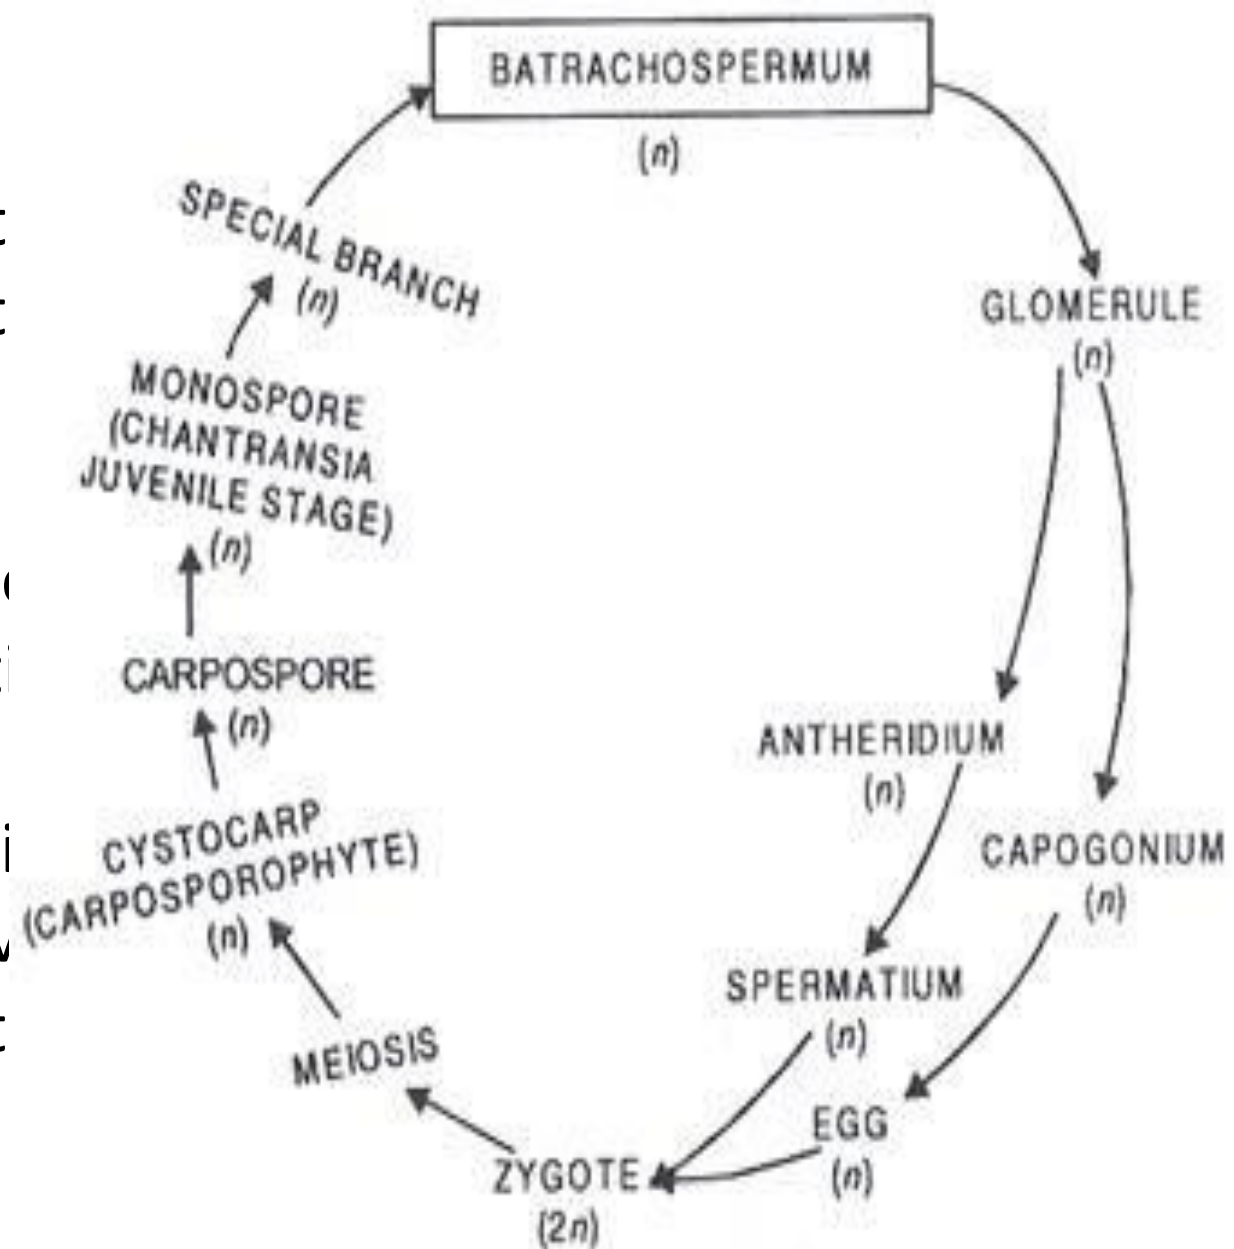 BATRACHOSPERMUM
(n)
GLOMERULE
(n)
ANTHERIDIUM
(n)
CAPOGONIUM
(n)
SPERMATIUM
(n)
EGG
(n)
ZYGOTE
(2n)
MEIOSIS
CYSTOCARP
(CARPOSPOROPHYTE)
(n)
CARPOSPORE
(n)
MONOSPORE
(CHANTRANSIA
JUVENILE STAGE)
(n)
SPECIAL BRANCH
(n)